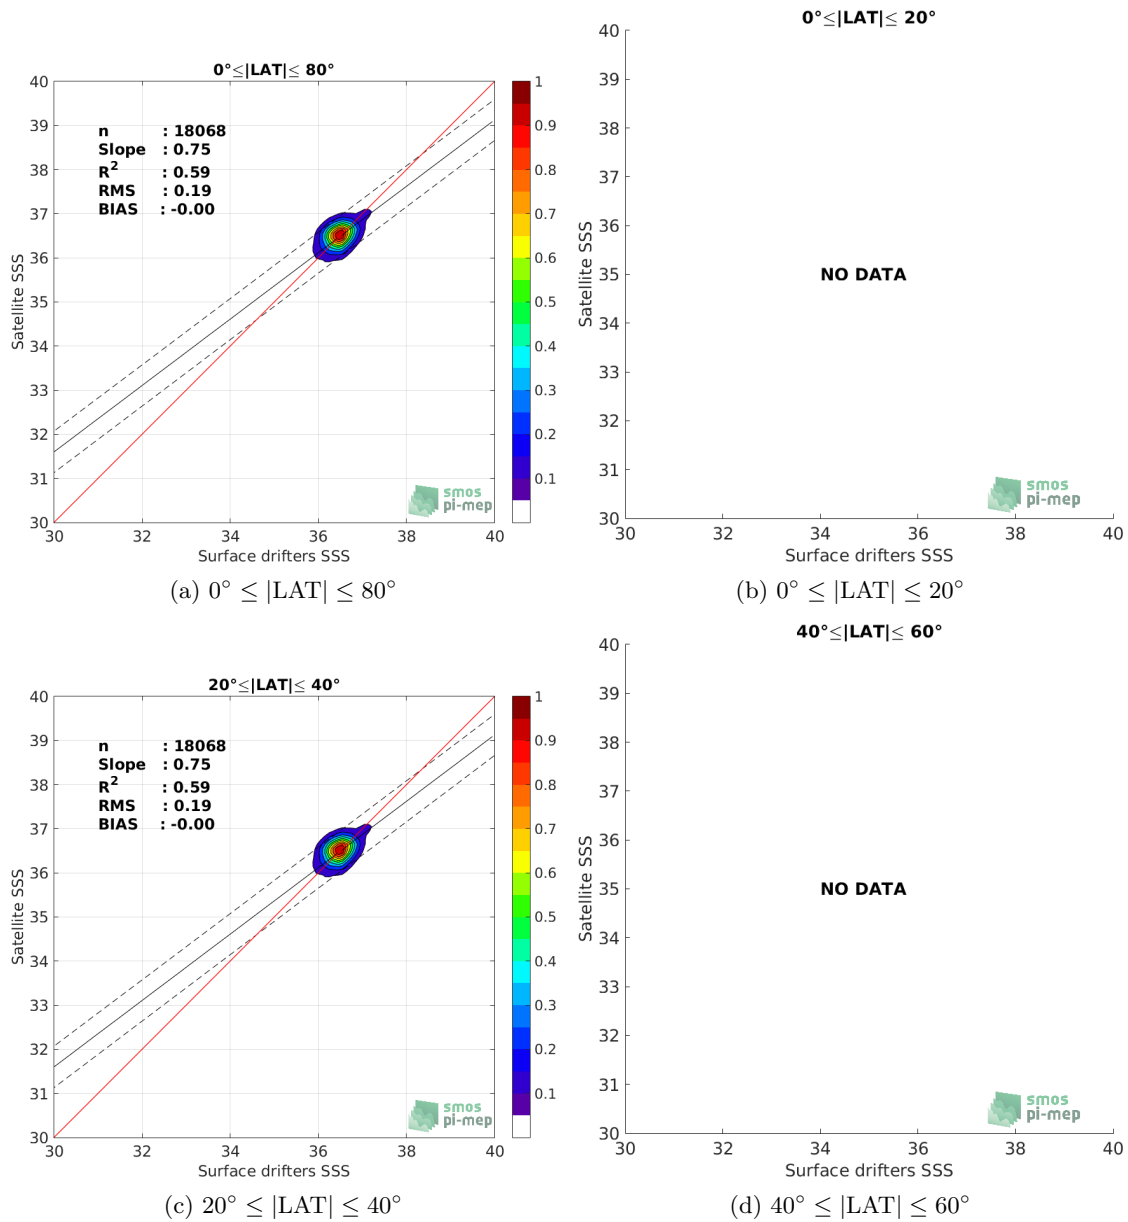 0°≤|LAT|≤ 80°
40
39
38
37
36
35
34
33
32
31
30
Satellite SSS
n : 18068
Slope : 0.75
R² : 0.59
RMS : 0.19
BIAS : -0.00
smos
pi-mep
30 32 34 36 38 40
Surface drifters SSS
1
0.9
0.8
0.7
0.6
0.5
0.4
0.3
0.2
0.1
(a) 0° ≤ |LAT| ≤ 80°
0°≤|LAT|≤ 20°
40
39
38
37
36
35
34
33
32
31
30
Satellite SSS
NO DATA
smos
pi-mep
30 32 34 36 38 40
Surface drifters SSS
(b) 0° ≤ |LAT| ≤ 20°
20°≤|LAT|≤ 40°
40
39
38
37
36
35
34
33
32
31
30
Satellite SSS
n : 18068
Slope : 0.75
R² : 0.59
RMS : 0.19
BIAS : -0.00
smos
pi-mep
30 32 34 36 38 40
Surface drifters SSS
1
0.9
0.8
0.7
0.6
0.5
0.4
0.3
0.2
0.1
(c) 20° ≤ |LAT| ≤ 40°
40°≤|LAT|≤ 60°
40
39
38
37
36
35
34
33
32
31
30
Satellite SSS
NO DATA
smos
pi-mep
30 32 34 36 38 40
Surface drifters SSS
(d) 40° ≤ |LAT| ≤ 60°